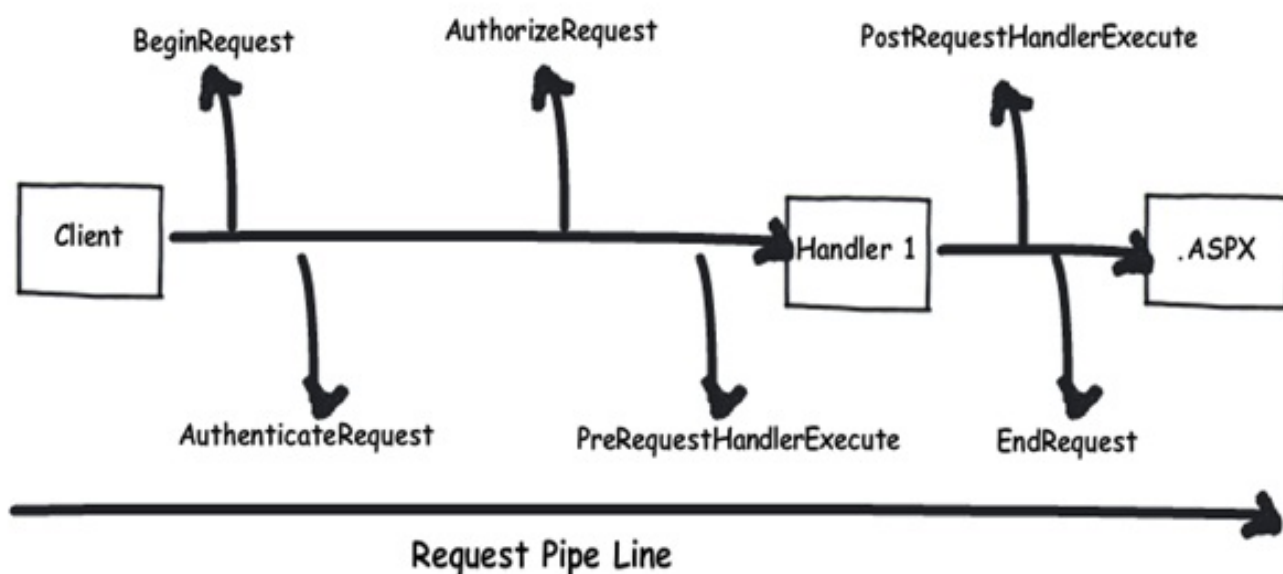 BeginRequest
AuthorizeRequest
PostRequestHandlerExecute
Client
Handler 1
.ASPX
AuthenticateRequest
PreRequestHandlerExecute
EndRequest
Request Pipe Line